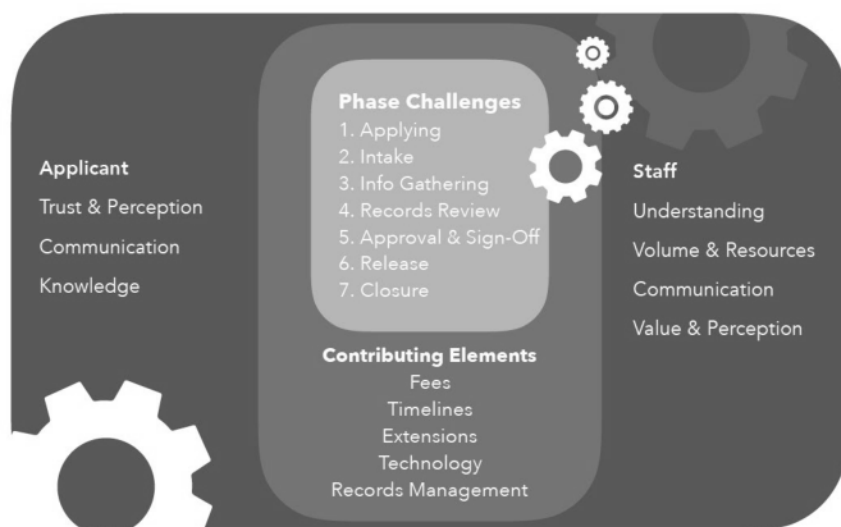 Applicant
Trust & Perception
Communication
Knowledge
Phase Challenges
1. Applying
2. Intake
3. Info Gathering
4. Records Review
5. Approval & Sign-Off
6. Release
7. Closure
Contributing Elements
Fees
Timelines
Extensions
Technology
Records Management
Staff
Understanding
Volume & Resources
Communication
Value & Perception